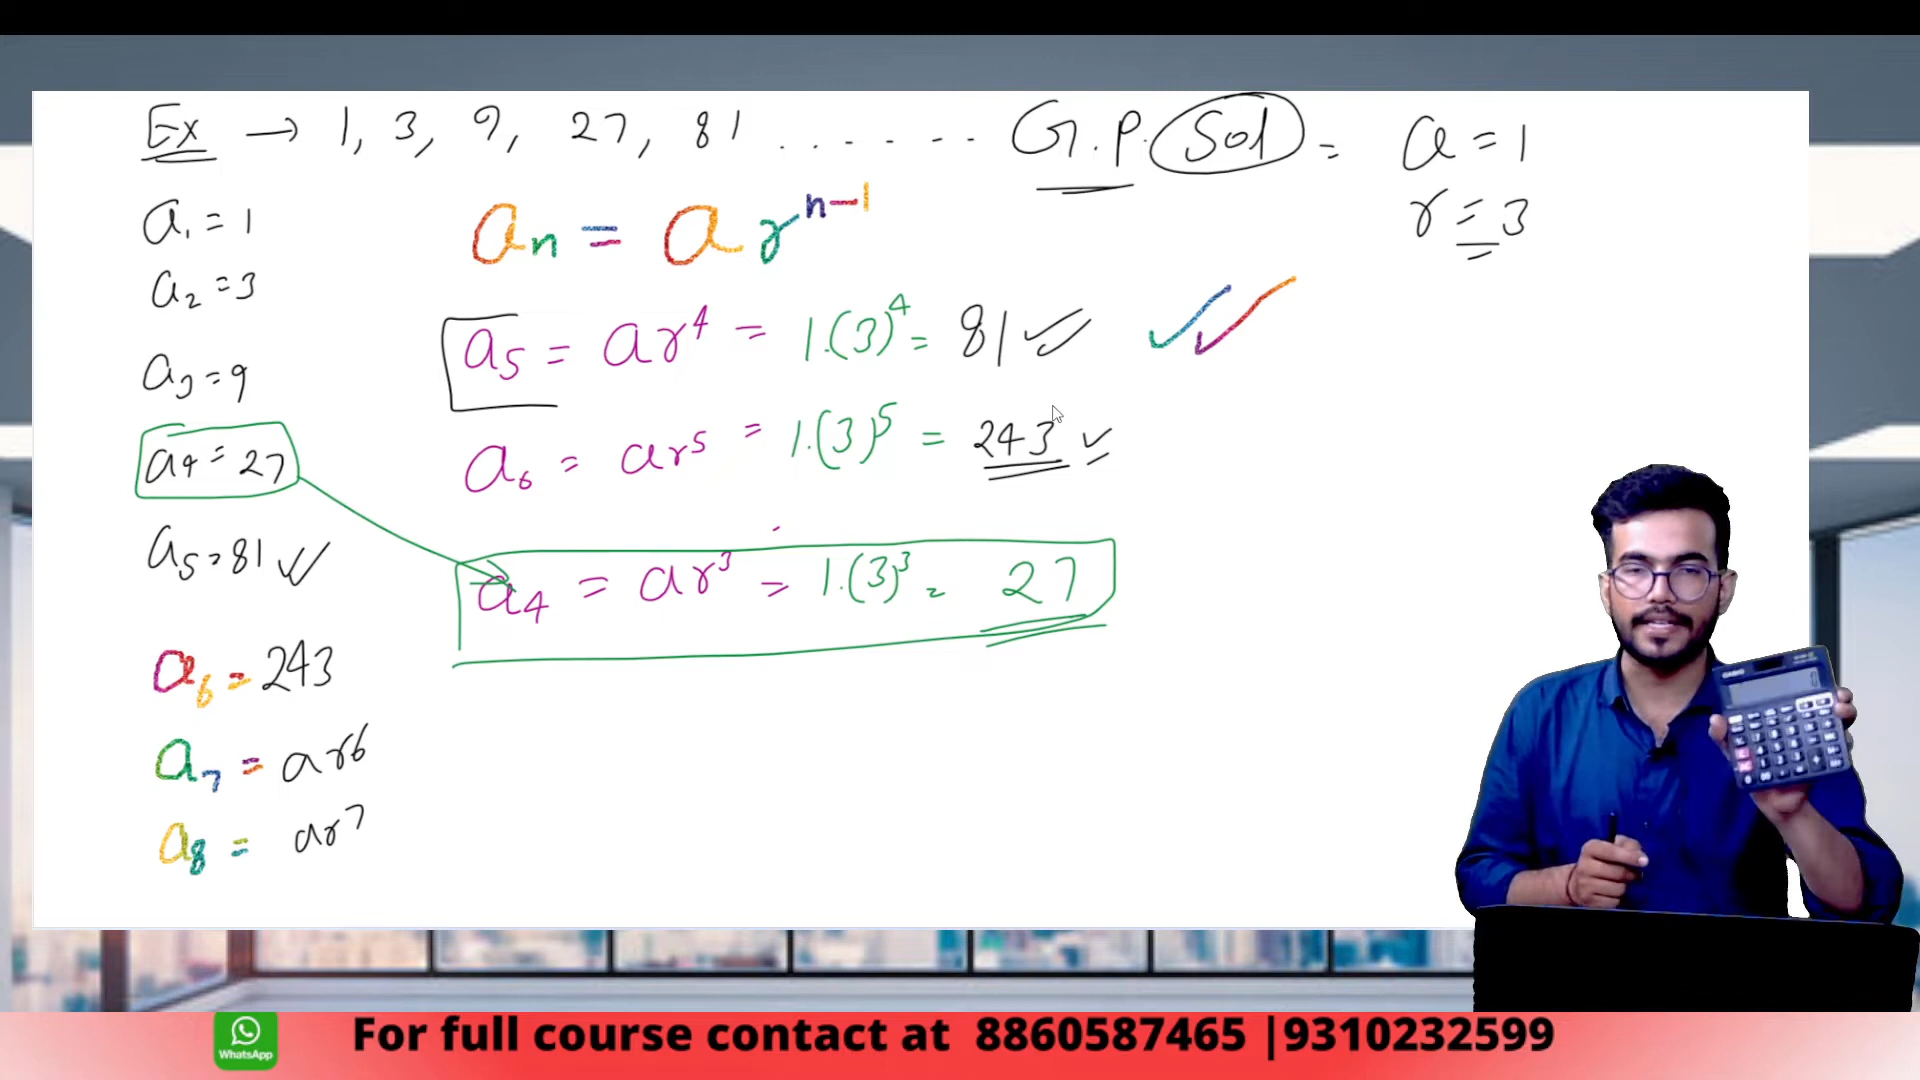 Ex → 1, 3, 9, 27, 81 . . . . . . . G.P. Sol = a = 1
r = 3
a₁ = 1
a₂ = 3
a₃ = 9
a₄ = 27
a₅ = 81 ✓✓
a₆ = 243
a₇ = ar⁶
a₈ = ar⁷
aₙ = a rⁿ⁻¹
a₅ = ar⁴ = 1.(3)⁴ = 81 ✓✓ ✓✓
a₆ = ar⁵ = 1.(3)⁵ = 243 ✓
a₄ = ar³ = 1.(3)³ = 27
CASIO
WhatsApp
For full course contact at 8860587465 |9310232599